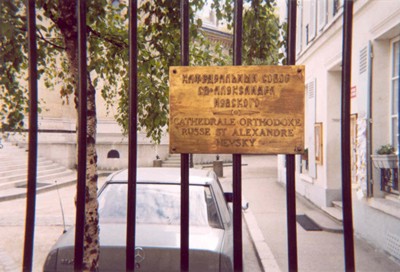 КАФЕДРАЛЬНЫЙ СОБОР
СВ-АЛЕКСАНДРА
НЕВСКОГО
CATHEDRALE ORTHODOXE
RUSSE ST ALEXANDRE
NEVSKY